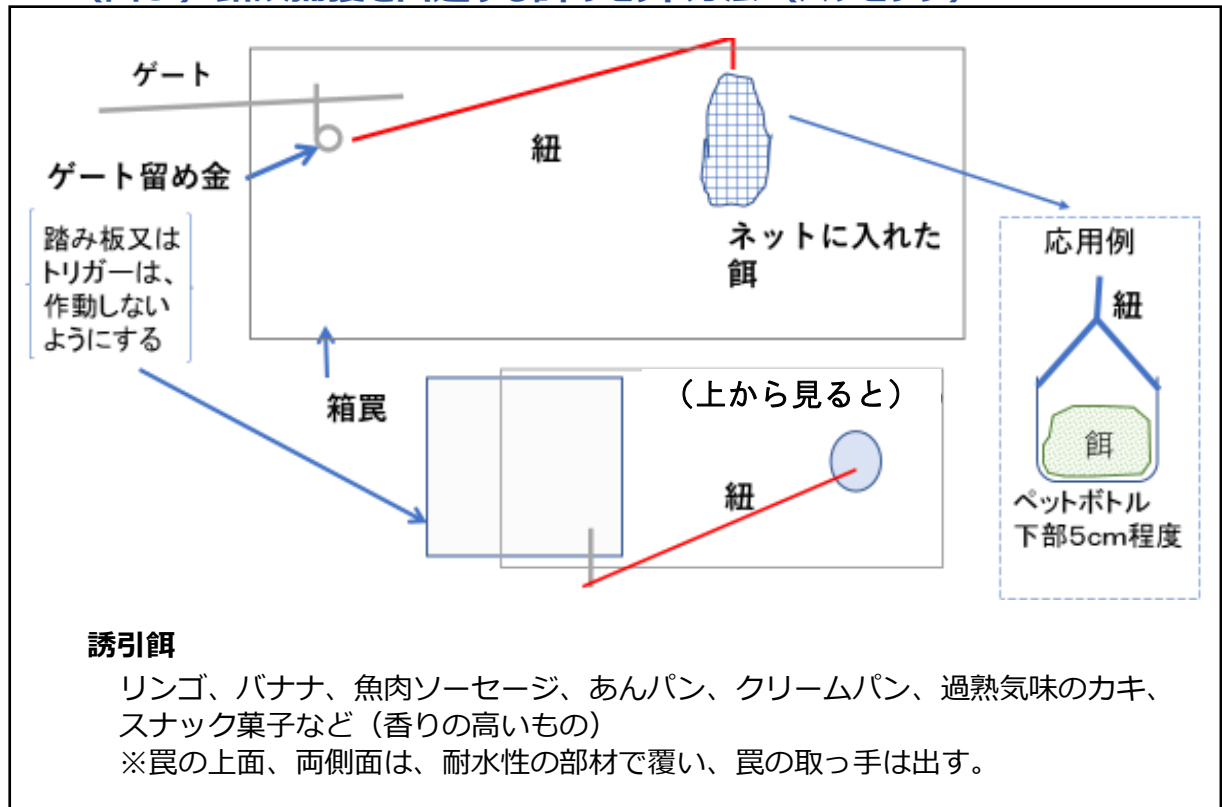 ゲート
紐
ゲート留め金
ネットに入れた
餌
踏み板又は
トリガーは、
作動しない
ようにする
応用例
紐
餌
ペットボトル
下部5cm程度
箱罠
(上から見ると)
紐
誘引餌
リンゴ、バナナ、魚肉ソーセージ、あんパン、クリームパン、過熟気味のカキ、
スナック菓子など（香りの高いもの）
※罠の上面、両側面は、耐水性の部材で覆い、罠の取っ手は出す。